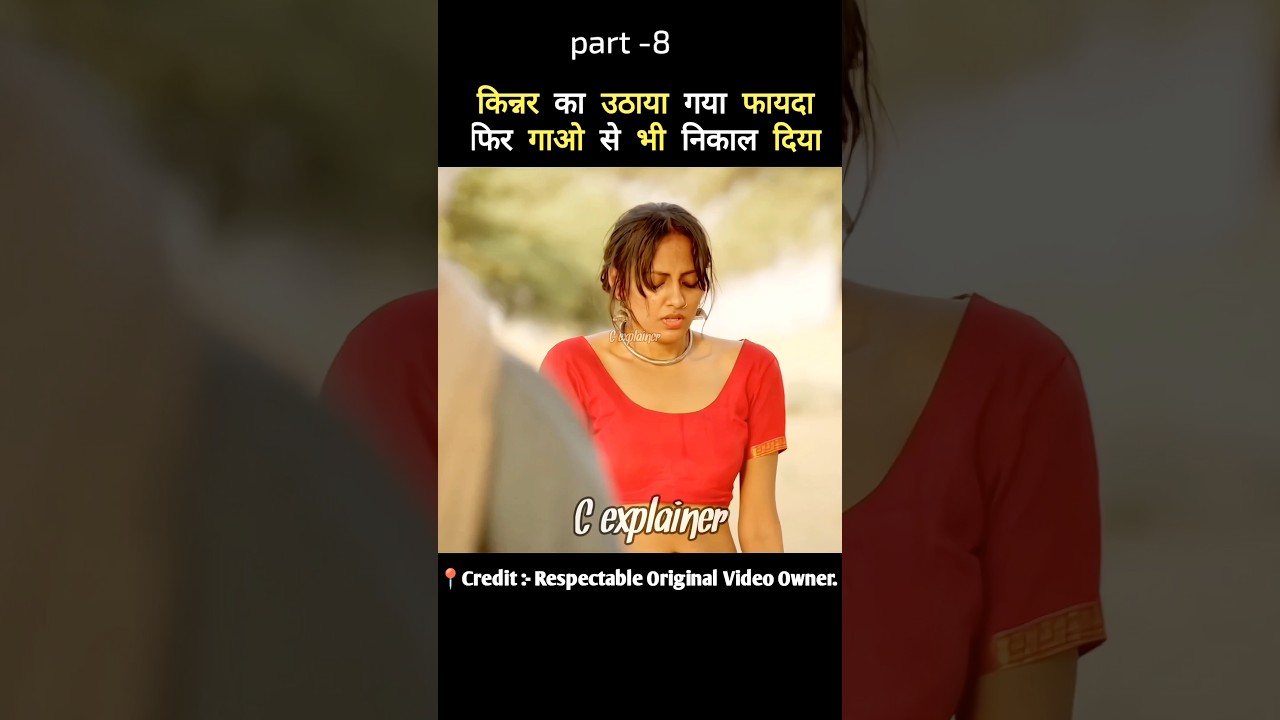 part -8
किन्नर का उठाया गया फायदा
फिर गाओ से भी निकाल दिया
C explainer
C explainer
📍Credit :- Respectable Original Video Owner.